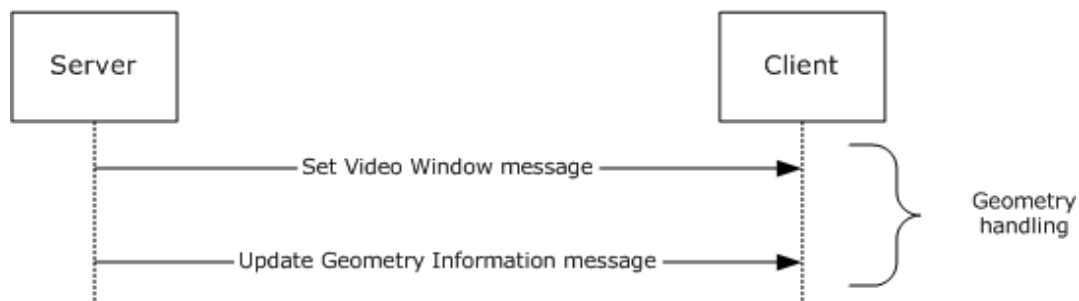 Server
Client
Set Video Window message
Geometry
handling
Update Geometry Information message